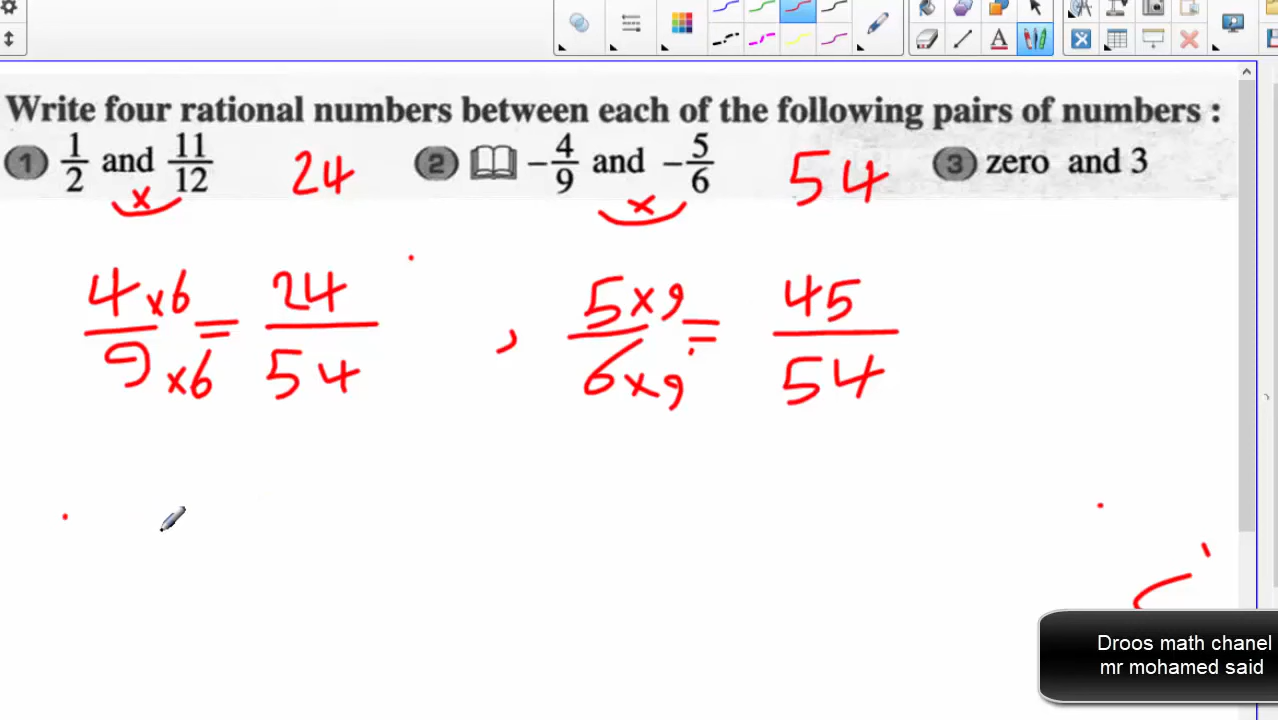 Write four rational numbers between each of the following pairs of numbers :
1 1/2 and 11/12 24 2 -4/9 and -5/6 54 3 zero and 3
x x
4×6/9×6 = 24/54 , 5×9/6×9 = 45/54
Droos math chanel
mr mohamed said